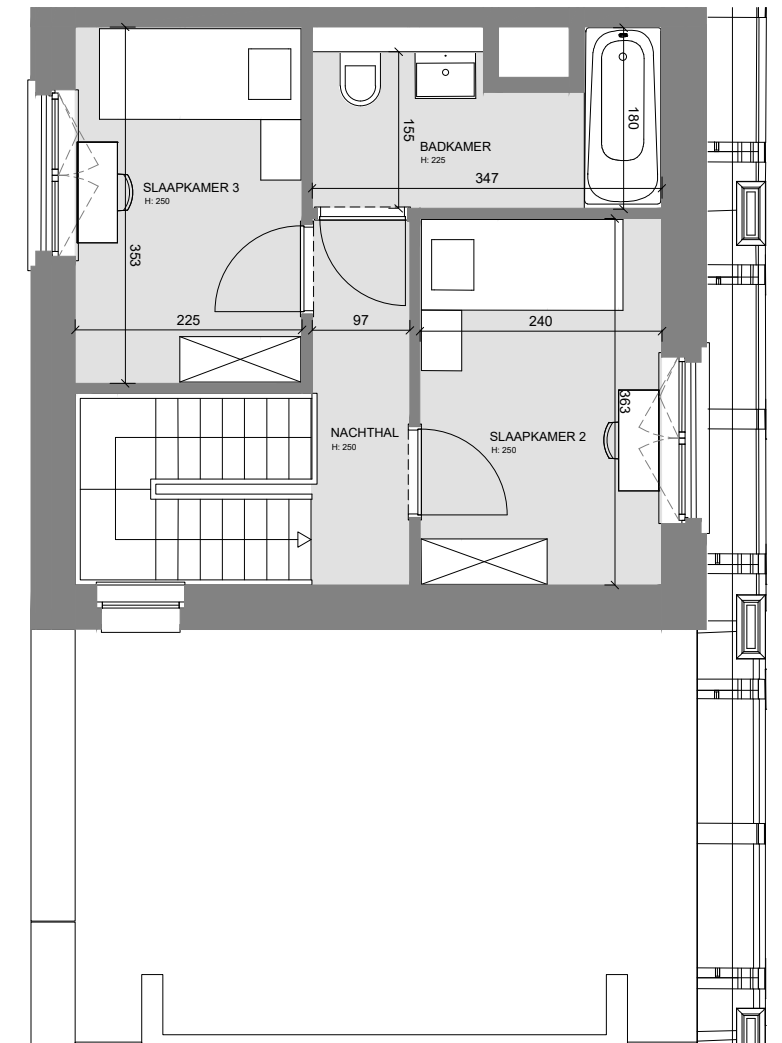 180
155
BADKAMER
H: 225
347
SLAAPKAMER 3
H: 250
353
225
97
240
363
NACHTHAL
H: 250
SLAAPKAMER 2
H: 250